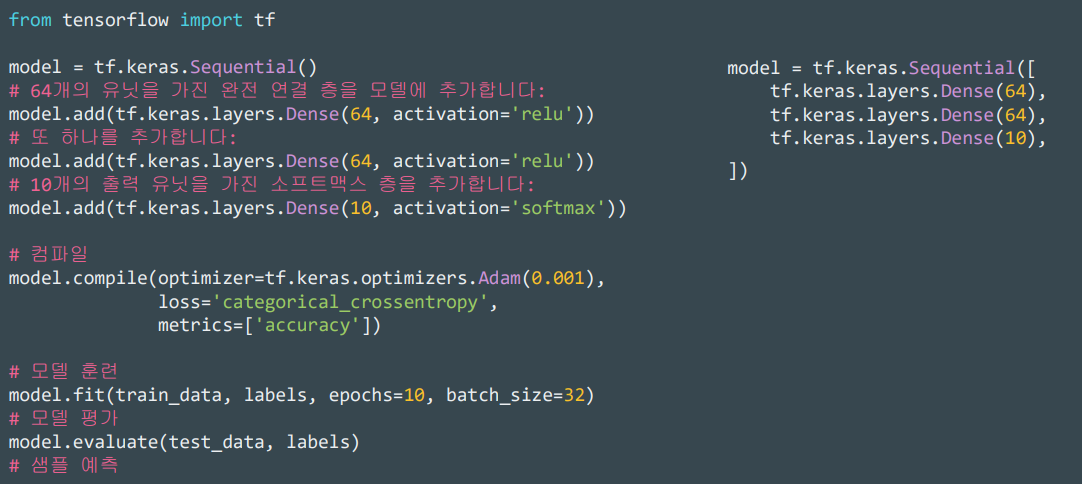 from tensorflow import tf
model = tf.keras.Sequential()
# 64개의 유닛을 가진 완전 연결 층을 모델에 추가합니다:
model.add(tf.keras.layers.Dense(64, activation='relu'))
# 또 하나를 추가합니다:
model.add(tf.keras.layers.Dense(64, activation='relu'))
# 10개의 출력 유닛을 가진 소프트맥스 층을 추가합니다:
model.add(tf.keras.layers.Dense(10, activation='softmax'))
# 컴파일
model.compile(optimizer=tf.keras.optimizers.Adam(0.001),
              loss='categorical_crossentropy',
              metrics=['accuracy'])
# 모델 훈련
model.fit(train_data, labels, epochs=10, batch_size=32)
# 모델 평가
model.evaluate(test_data, labels)
# 샘플 예측
model = tf.keras.Sequential([
    tf.keras.layers.Dense(64),
    tf.keras.layers.Dense(64),
    tf.keras.layers.Dense(10),
])